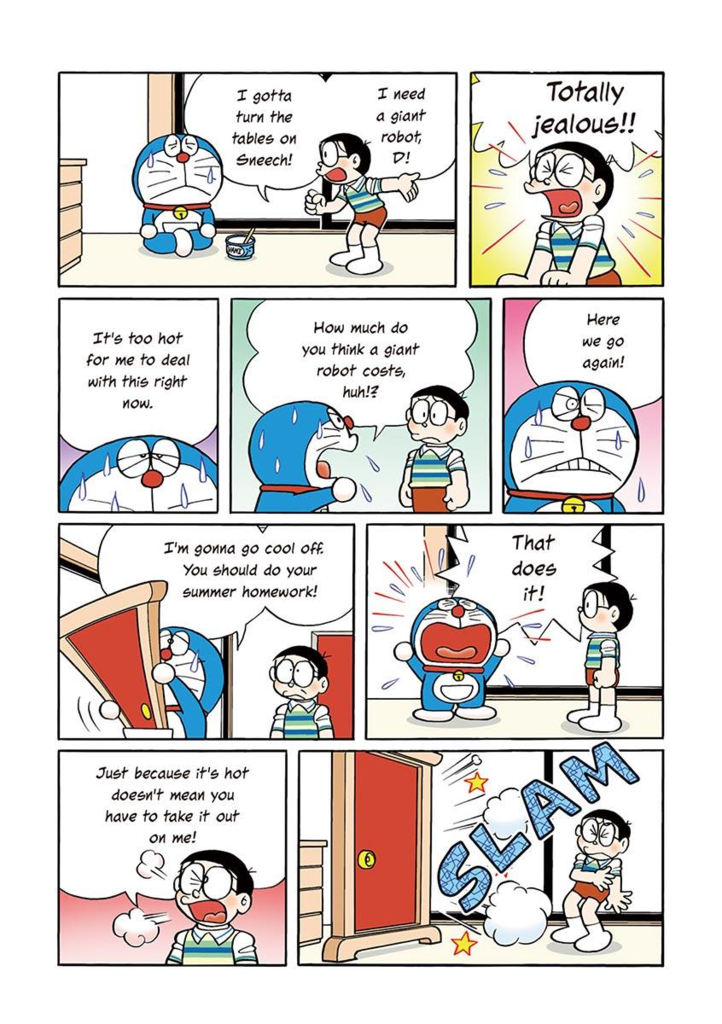 I gotta
turn the
tables on
Sneech!
I need
a giant
robot,
D!
Totally
jealous!!
It's too hot
for me to deal
with this right
now.
How much do
you think a giant
robot costs,
huh!?
Here
we go
again!
I'm gonna go cool off.
You should do your
summer homework!
That
does
it!
Just because it's hot
doesn't mean you
have to take it out
on me!
SLAM